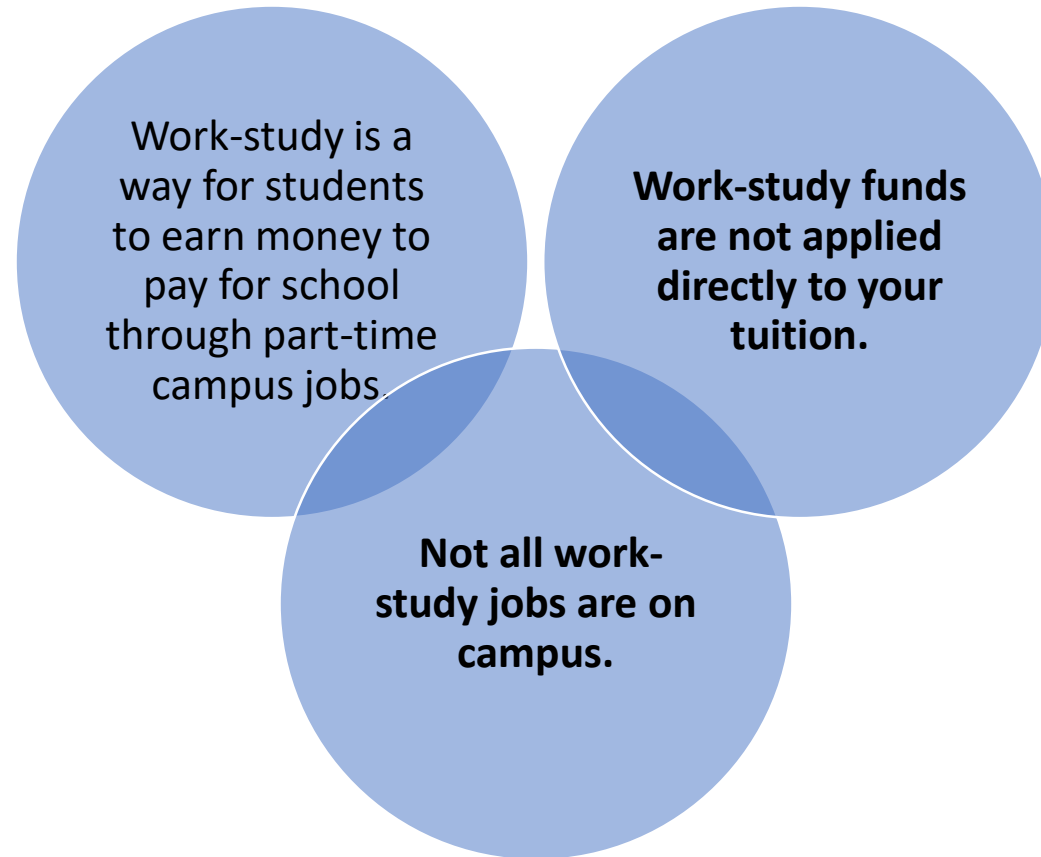 Work-study is a
way for students
to earn money to
pay for school
through part-time
campus jobs.
Work-study funds
are not applied
directly to your
tuition.
Not all work-
study jobs are on
campus.